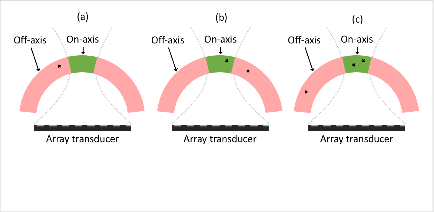 (a)
Off-axis
On-axis
Array transducer
(b)
Off-axis
On-axis
Array transducer
(c)
Off-axis
On-axis
Array transducer